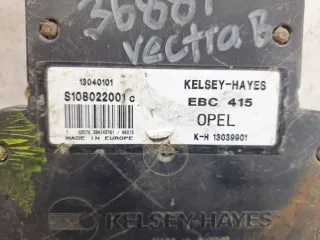 36881
vectra B
13040101
S108022001 c
MADE IN EUROPE
KELSEY-HAYES
EBC 415
OPEL
K-H 13039901
KELSEY-HAYES